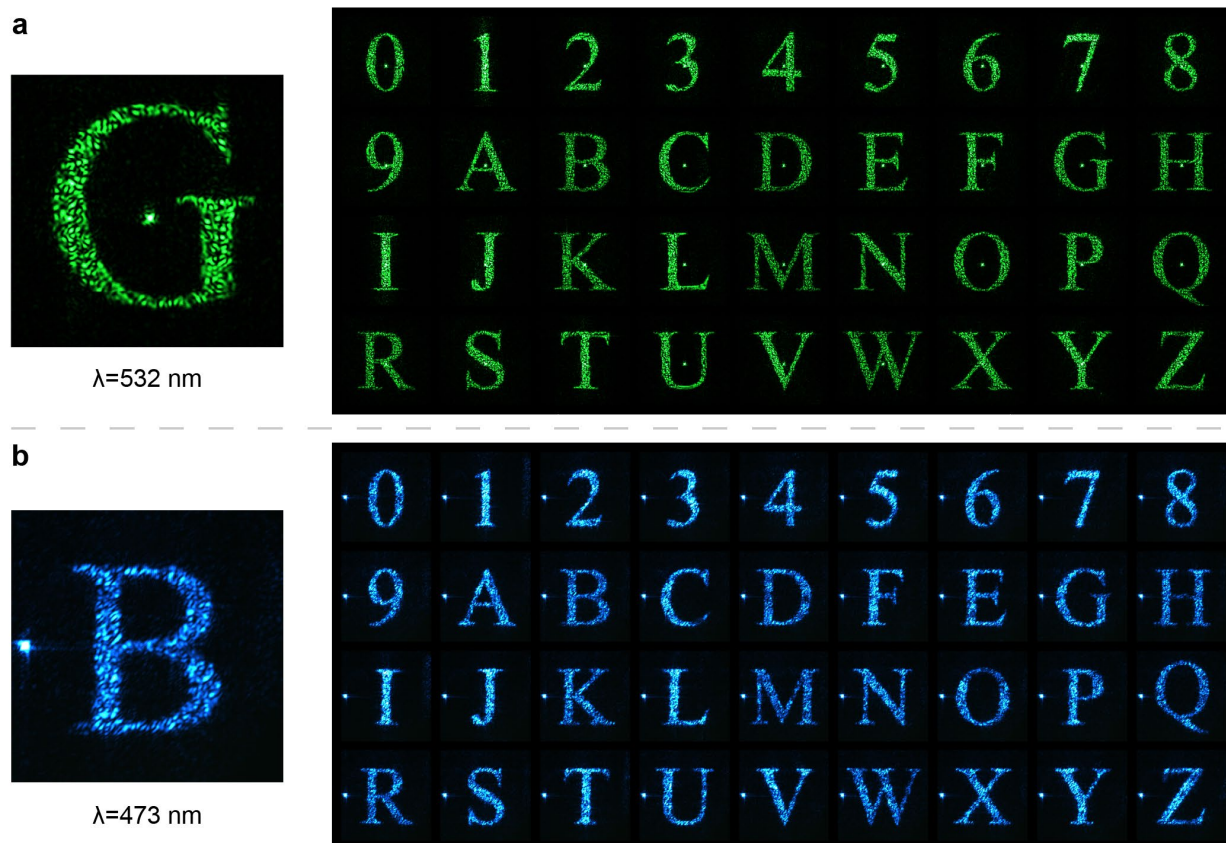 a
G
λ=532 nm
0 1 2 3 4 5 6 7 8
9 A B C D E F G H
I J K L M N O P Q
R S T U V W X Y Z
b
B
λ=473 nm
0 1 2 3 4 5 6 7 8
9 A B C D F E G H
I J K L M N O P Q
R S T U V W X Y Z